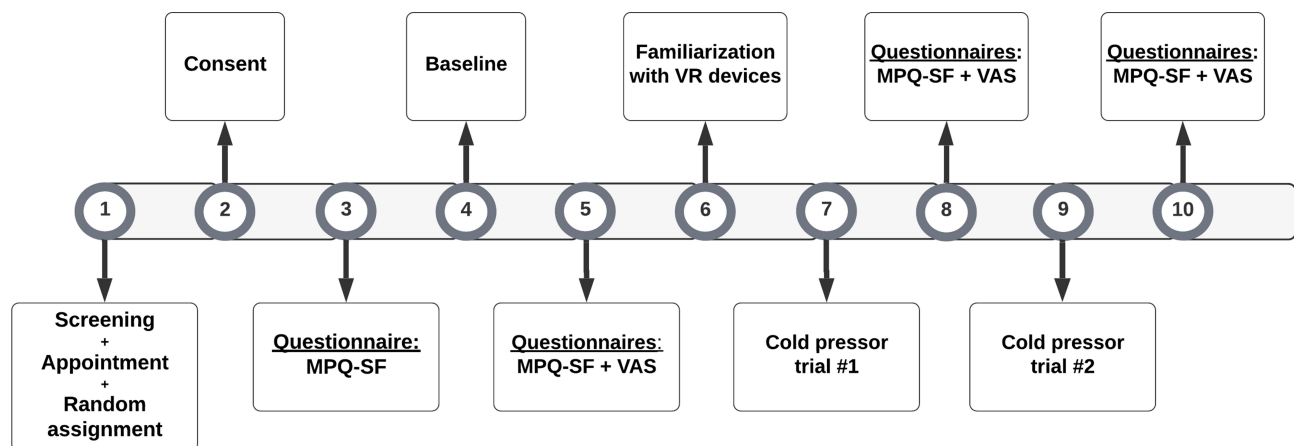 Consent
Baseline
Familiarization
with VR devices
Questionnaires:
MPQ-SF + VAS
Questionnaires:
MPQ-SF + VAS
1
2
3
4
5
6
7
8
9
10
Screening
+
Appointment
+
Random
assignment
Questionnaire:
MPQ-SF
Questionnaires:
MPQ-SF + VAS
Cold pressor
trial #1
Cold pressor
trial #2